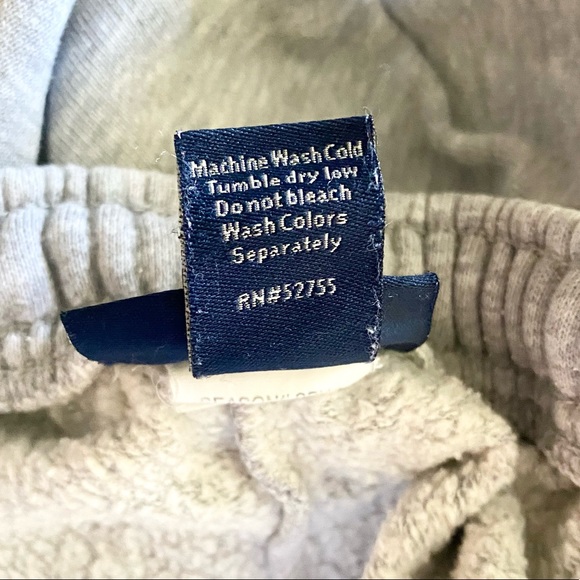 Machine Wash Cold
Tumble dry low
Do not bleach
Wash Colors
Separately
RN#52755